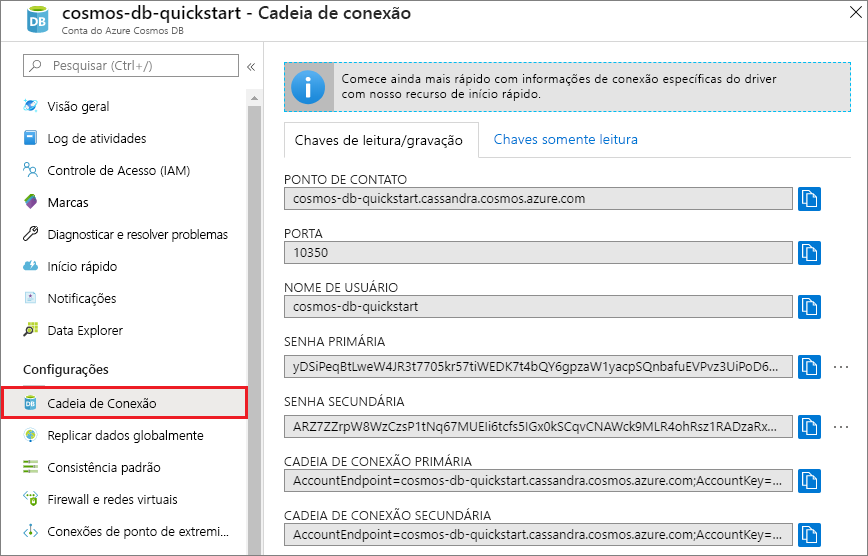 cosmos-db-quickstart - Cadeia de conexão
Conta do Azure Cosmos DB
Pesquisar (Ctrl+/)
Visão geral
Log de atividades
Controle de Acesso (IAM)
Marcas
Diagnosticar e resolver problemas
Início rápido
Notificações
Data Explorer
Configurações
Cadeia de Conexão
Replicar dados globalmente
Consistência padrão
Firewall e redes virtuais
Conexões de ponto de extremi...
Comece ainda mais rápido com informações de conexão específicas do driver
com nosso recurso de início rápido.
Chaves de leitura/gravação
Chaves somente leitura
PONTO DE CONTATO
cosmos-db-quickstart.cassandra.cosmos.azure.com
PORTA
10350
NOME DE USUÁRIO
cosmos-db-quickstart
SENHA PRIMÁRIA
yDSiPeqBtLweW4JR3t7705kr57tiWEDK7t4bQY6gpzaW1yacpSQnbafuEVPvz3UiPoD6...
SENHA SECUNDÁRIA
ARZ7ZZrpW8WzCzsP1tNq67MUEIi6tcfs5IGx0kSCqvCNAWck9MLR4ohRsz1RADzaRx...
CADEIA DE CONEXÃO PRIMÁRIA
AccountEndpoint=cosmos-db-quickstart.cassandra.cosmos.azure.com;AccountKey=...
CADEIA DE CONEXÃO SECUNDÁRIA
AccountEndpoint=cosmos-db-quickstart.cassandra.cosmos.azure.com;AccountKey=...